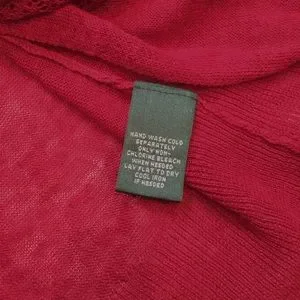 HAND WASH COLD
SEPARATELY
ONLY NON-
CHLORINE BLEACH
WHEN NEEDED
LAY FLAT TO DRY
COOL IRON
IF NEEDED